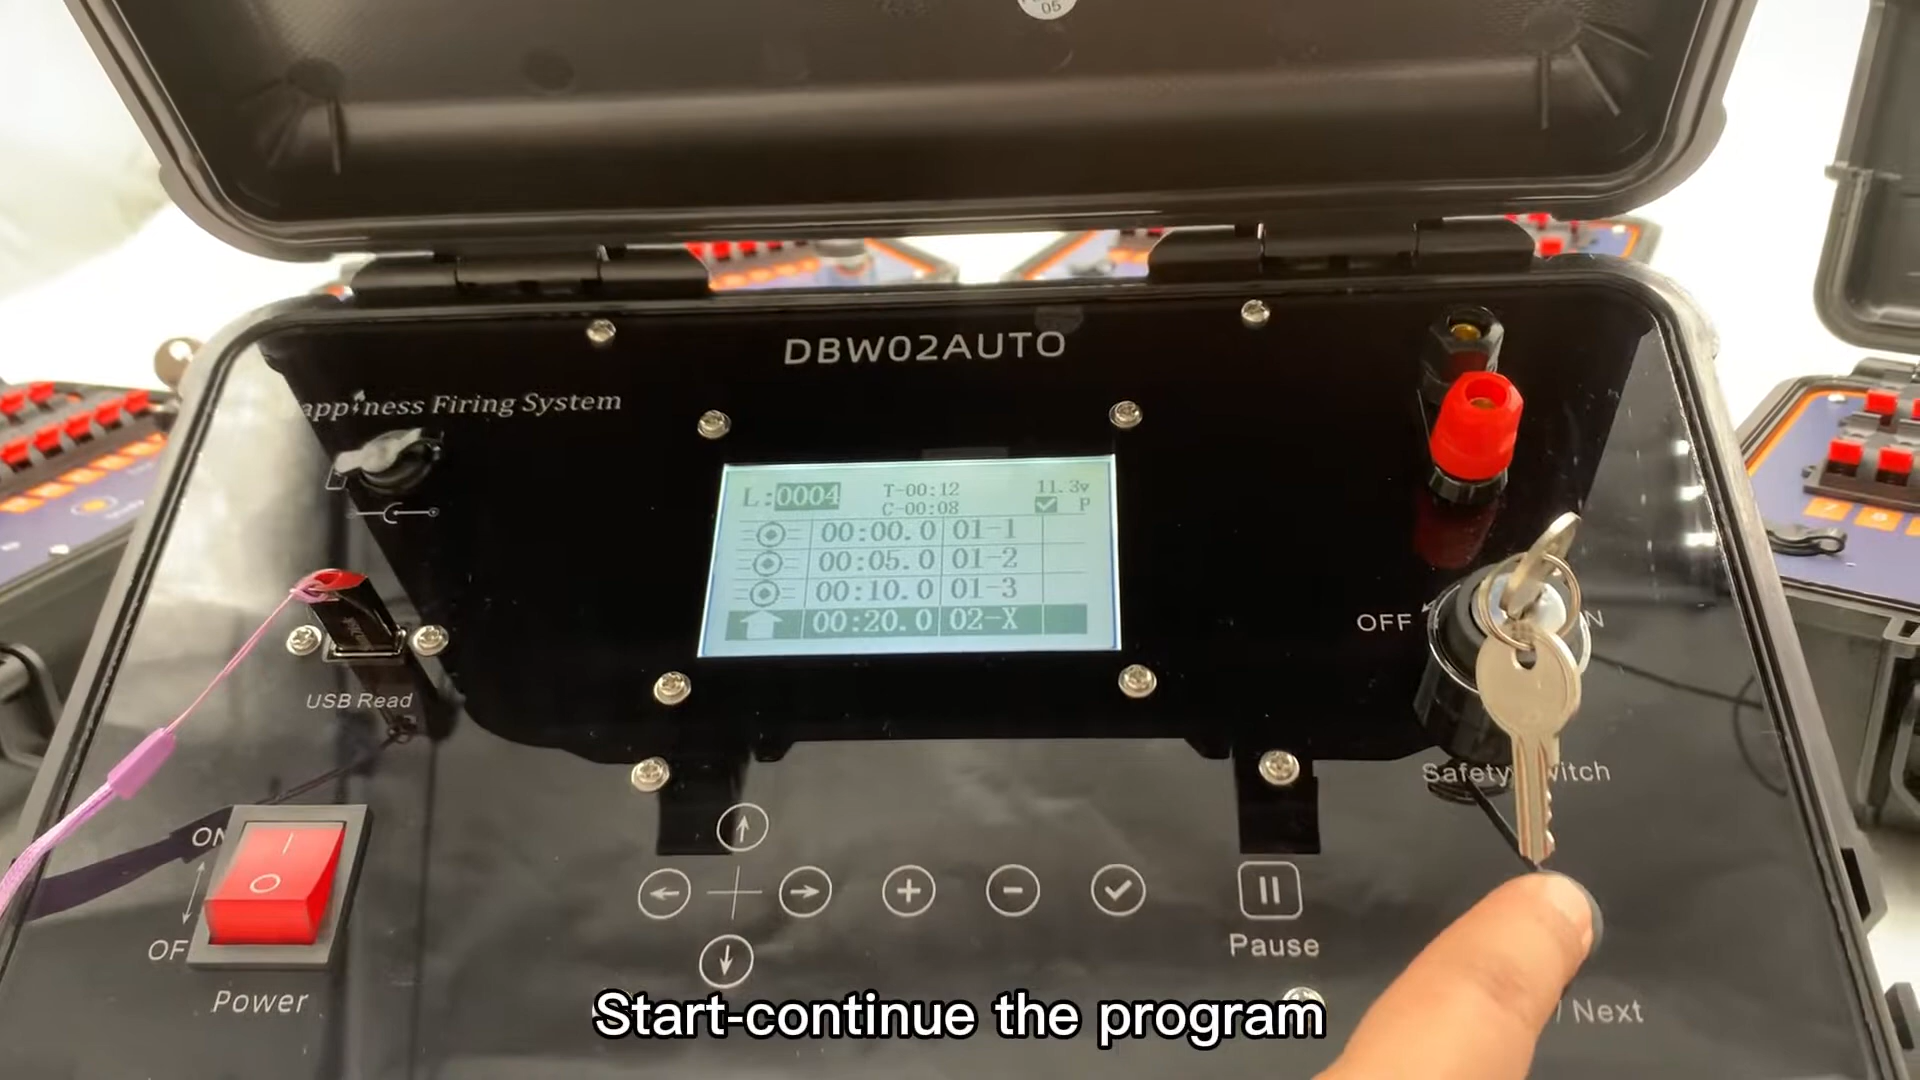 05
DBW02AUTO
appiness Firing System
L:0004 T-00:12 11.3v
C-00:08 P
00:00.0 01-1
00:05.0 01-2
00:10.0 01-3
00:20.0 02-X
OFF N
USB Read
Safety witch
ON
OF
Power
Pause
/ Next
Start-continue the program